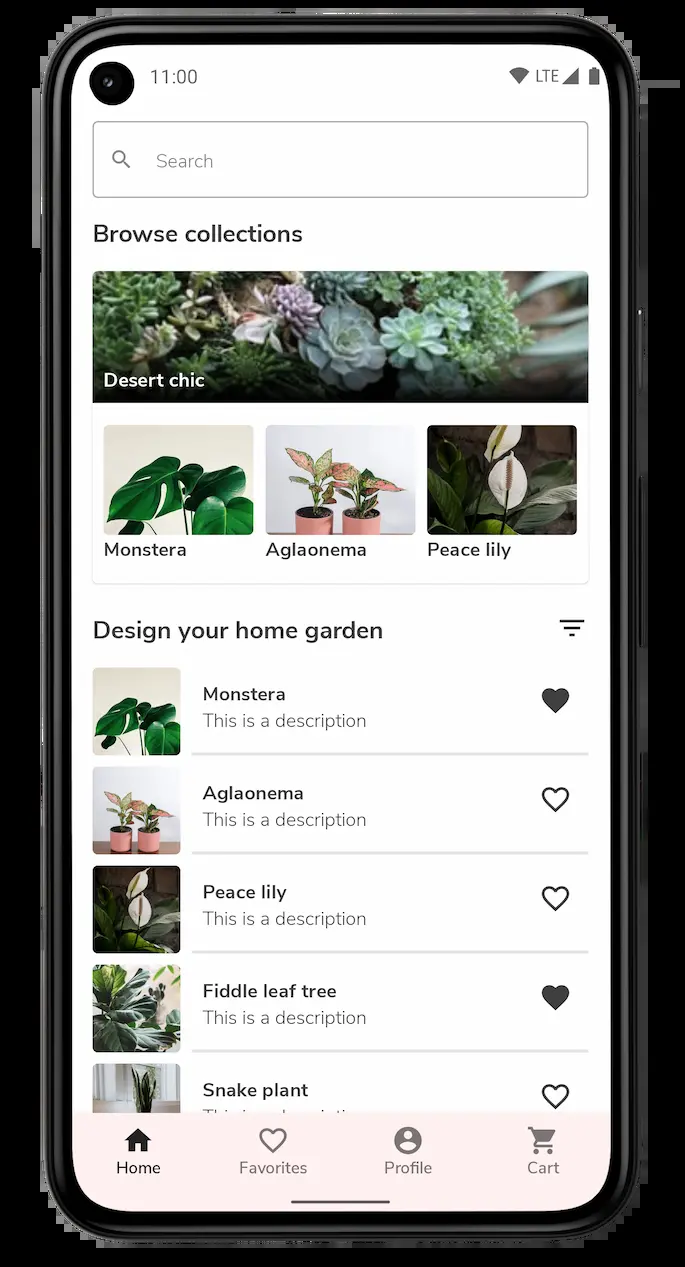 11:00
LTE
Search
Browse collections
Desert chic
Monstera
Aglaonema
Peace lily
Design your home garden
Monstera
This is a description
Aglaonema
This is a description
Peace lily
This is a description
Fiddle leaf tree
This is a description
Snake plant
Home
Favorites
Profile
Cart